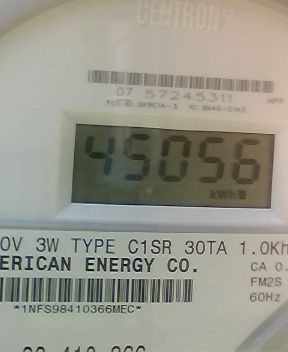 CENTRON
07 57245311
45056
kWh
0V 3W TYPE C1SR 30TA 1.0Kh
ERICAN ENERGY CO.
CA 0.
FM2S
60Hz
*1NFS98410366MEC*